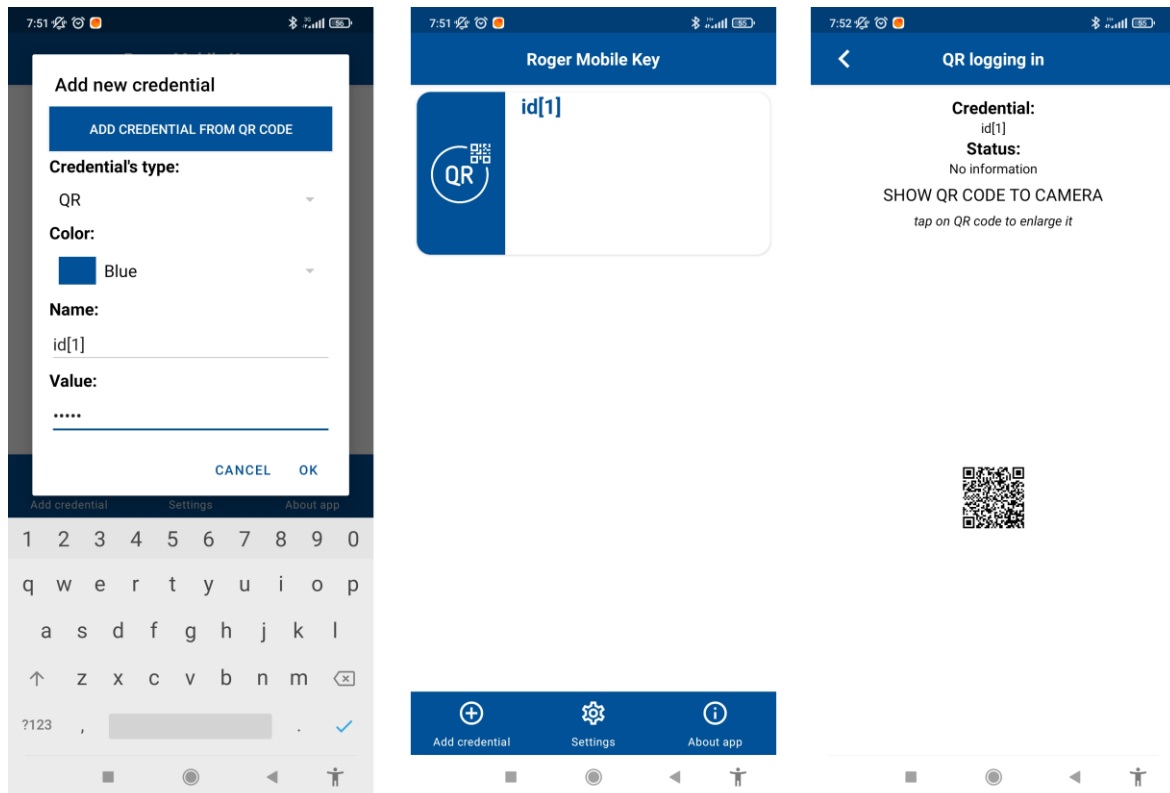 7:51
56
Add new credential
ADD CREDENTIAL FROM QR CODE
Credential's type:
QR
Color:
Blue
Name:
id[1]
Value:
•••••
CANCEL OK
Add credential Settings About app
1 2 3 4 5 6 7 8 9 0
q w e r t y u i o p
a s d f g h j k l
z x c v b n m
?123 , .
7:51
55
Roger Mobile Key
id[1]
QR
Add credential Settings About app
7:52
55
QR logging in
Credential:
id[1]
Status:
No information
SHOW QR CODE TO CAMERA
tap on QR code to enlarge it